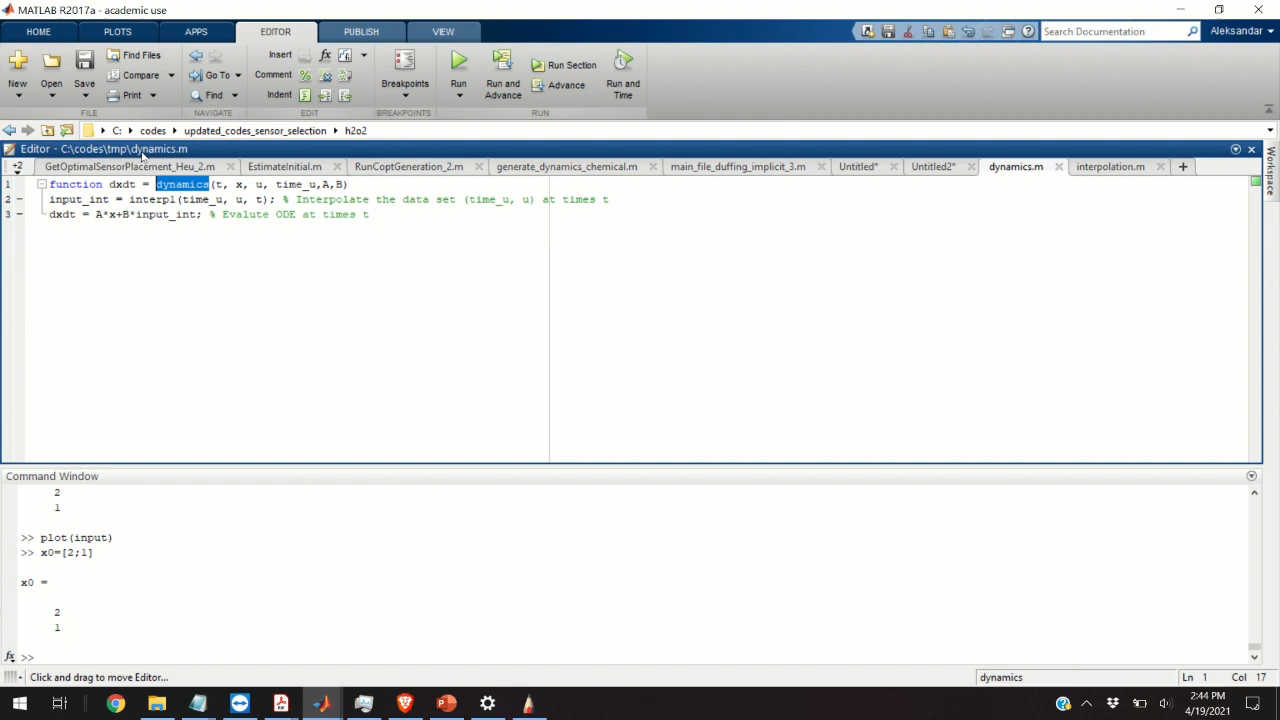 MATLAB R2017a - academic use
HOME PLOTS APPS EDITOR PUBLISH VIEW
Search Documentation Aleksandar
New Open Save Find Files Compare Print
Go To Find
Insert Comment Indent
Breakpoints
Run Run and Advance Run Section Advance Run and Time
FILE NAVIGATE EDIT BREAKPOINTS RUN
C: codes updated_codes_sensor_selection h2o2
Editor - C:\codes\tmp\dynamics.m
+2 GetOptimalSensorPlacement_Heu_2.m EstimateInitial.m RunCoptGeneration_2.m generate_dynamics_chemical.m main_file_duffing_implicit_3.m Untitled* Untitled2* dynamics.m interpolation.m
1 function dxdt = dynamics(t, x, u, time_u,A,B)
2 - input_int = interp1(time_u, u, t); % Interpolate the data set (time_u, u) at times t
3 - dxdt = A*x+B*input_int; % Evalute ODE at times t
Workspace
Command Window
2
1
>> plot(input)
>> x0=[2;1]
x0 =
2
1
fx >>
Click and drag to move Editor...
dynamics
Ln 1 Col 17
2:44 PM
4/19/2021